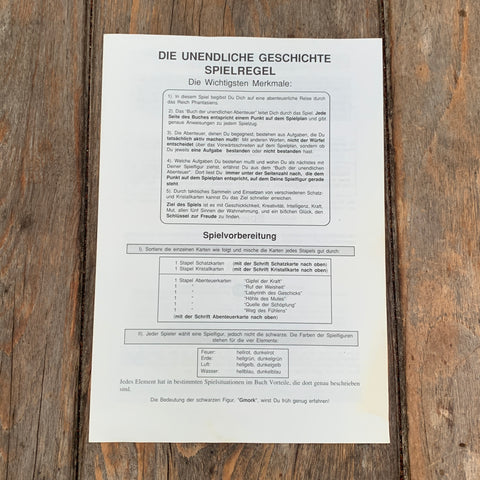 DIE UNENDLICHE GESCHICHTE
SPIELREGEL
Die Wichtigsten Merkmale:
1). In diesem Spiel begibst Du Dich auf eine abenteuerliche Reise durch
das Reich Phantasiens.
2). Das "Buch der unendlichen Abenteuer" leitet Dich durch das Spiel. Jede
Seite des Buches entspricht einem Punkt auf dem Spielplan und gibt
genaue Anweisungen zu jedem Spielzug.
3). Die Abenteuer, denen Du begegnest, bestehen aus Aufgaben, die Du
tatsächlich aktiv machen mußt! Mit anderen Worten, nicht der Würfel
entscheidet über das Vorwärtsschreiten auf dem Spielplan, sondern ob
Du jeweils eine Aufgabe bestanden oder nicht bestanden hast.
4). Welche Aufgaben Du bestehen mußt und wohin Du als nächstes mit
Deiner Spielfigur ziehst, erfährst Du aus dem "Buch der unendlichen
Abenteuer". Dort liest Du immer unter der Seitenzahl nach, die dem
Punkt auf dem Spielplan entspricht, auf dem Deine Spielfigur gerade
steht.
5). Durch taktisches Sammeln und Einsetzen von verschiedenen Schatz
und Kristallkarten kannst Du das Ziel schneller erreichen.
Ziel des Spiels ist es mit Geschicklichkeit, Kreativität, Intelligenz, Kraft,
Mut, allen fünf Sinnen der Wahrnehmung, und ein bißchen Glück, den
Schlüssel zur Freude zu finden.
Spielvorbereitung
I). Sortiere die einzelnen Karten wie folgt und mische die Karten jedes Stapels gut durch:
1 Stapel Schatzkarten (mit der Schrift Schatzkarte nach oben)
1 Stapel Kristallkarten (mit der Schrift Kristallkarte nach oben)
1 Stapel Abenteuerkarten "Gipfel der Kraft"
1 " "Ruf der Weisheit"
1 " "Labyrinth des Geschicks"
1 " "Höhle des Mutes"
1 " "Quelle der Schöpfung"
1 " "Weg des Fühlens"
(mit der Schrift Abenteuerkarte nach oben)
II). Jeder Spieler wählt eine Spielfigur, jedoch nicht die schwarze. Die Farben der Spielfiguren
stehen für die vier Elemente:
Feuer: hellrot, dunkelrot
Erde: hellgrün, dunkelgrün
Luft: hellgelb, dunkelgelb
Wasser: hellblau, dunkelblau
Jedes Element hat in bestimmten Spielsituationen im Buch Vorteile, die dort genau beschrieben
sind.
Die Bedeutung der schwarzen Figur, "Gmork", wirst Du früh genug erfahren!